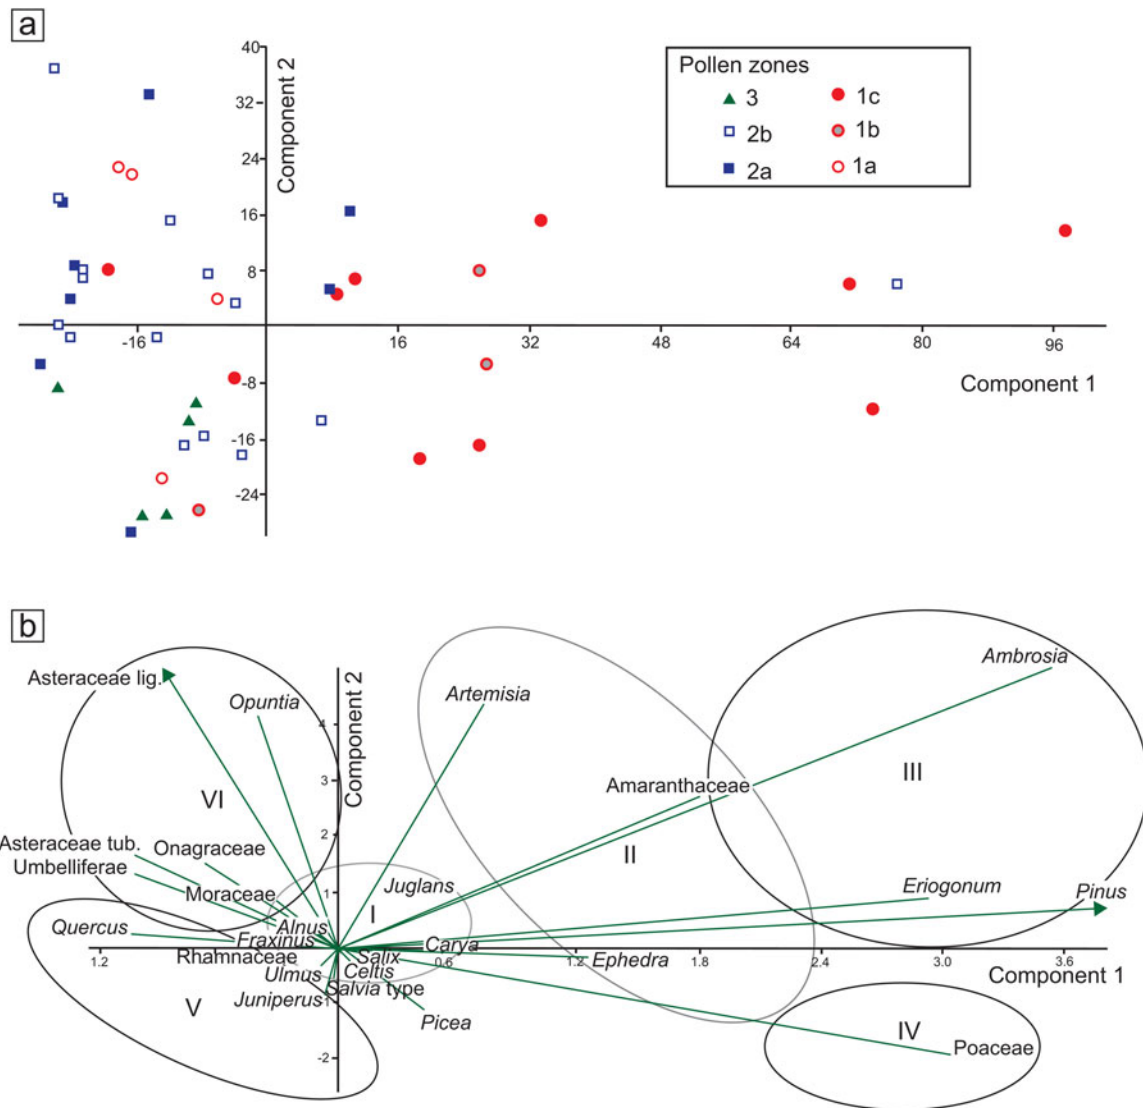 a
40
Component 2
32
24
16
8
-8
-16
-24
Pollen zones
3
1c
2b
1b
2a
1a
-16
16
32
48
64
80
96
Component 1
b
Asteraceae lig.
Opuntia
Artemisia
Ambrosia
Component 2
4
3
2
1
VI
III
II
I
Amaranthaceae
Asteraceae tub.
Onagraceae
Umbelliferae
Moraceae
Juglans
Eriogonum
Pinus
Quercus
Alnus
Fraxinus
Carya
Rhamnaceae
Salix
Ephedra
Ulmus
Celtis
Salvia type
Juniperus
Picea
1.2
0.6
1.2
1.8
2.4
3.0
3.6
Component 1
-1
-2
V
IV
Poaceae